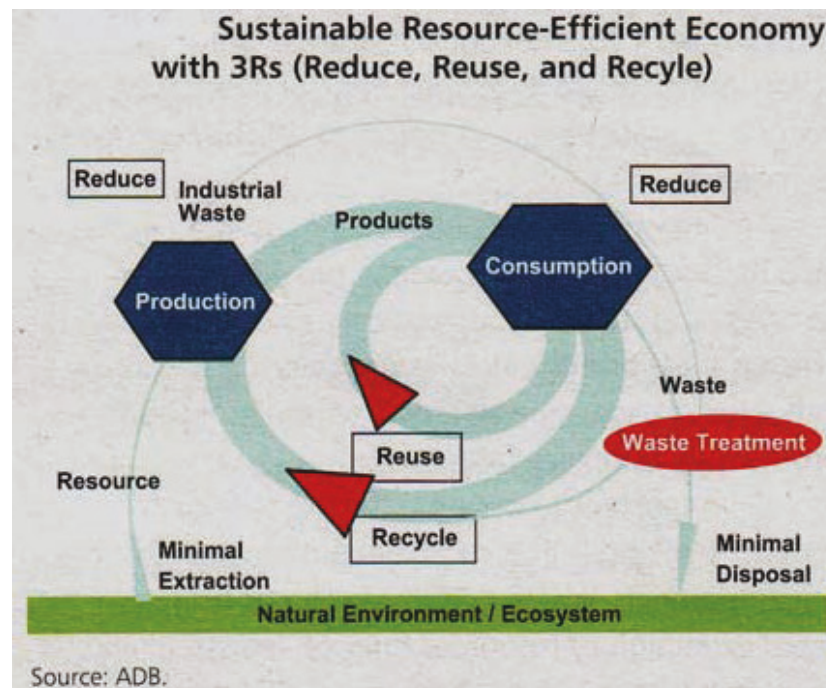 Sustainable Resource-Efficient Economy
with 3Rs (Reduce, Reuse, and Recyle)
Reduce
Reduce
Industrial
Waste
Products
Consumption
Production
Waste
Waste Treatment
Reuse
Resource
Recycle
Minimal
Extraction
Minimal
Disposal
Natural Environment / Ecosystem
Source: ADB.